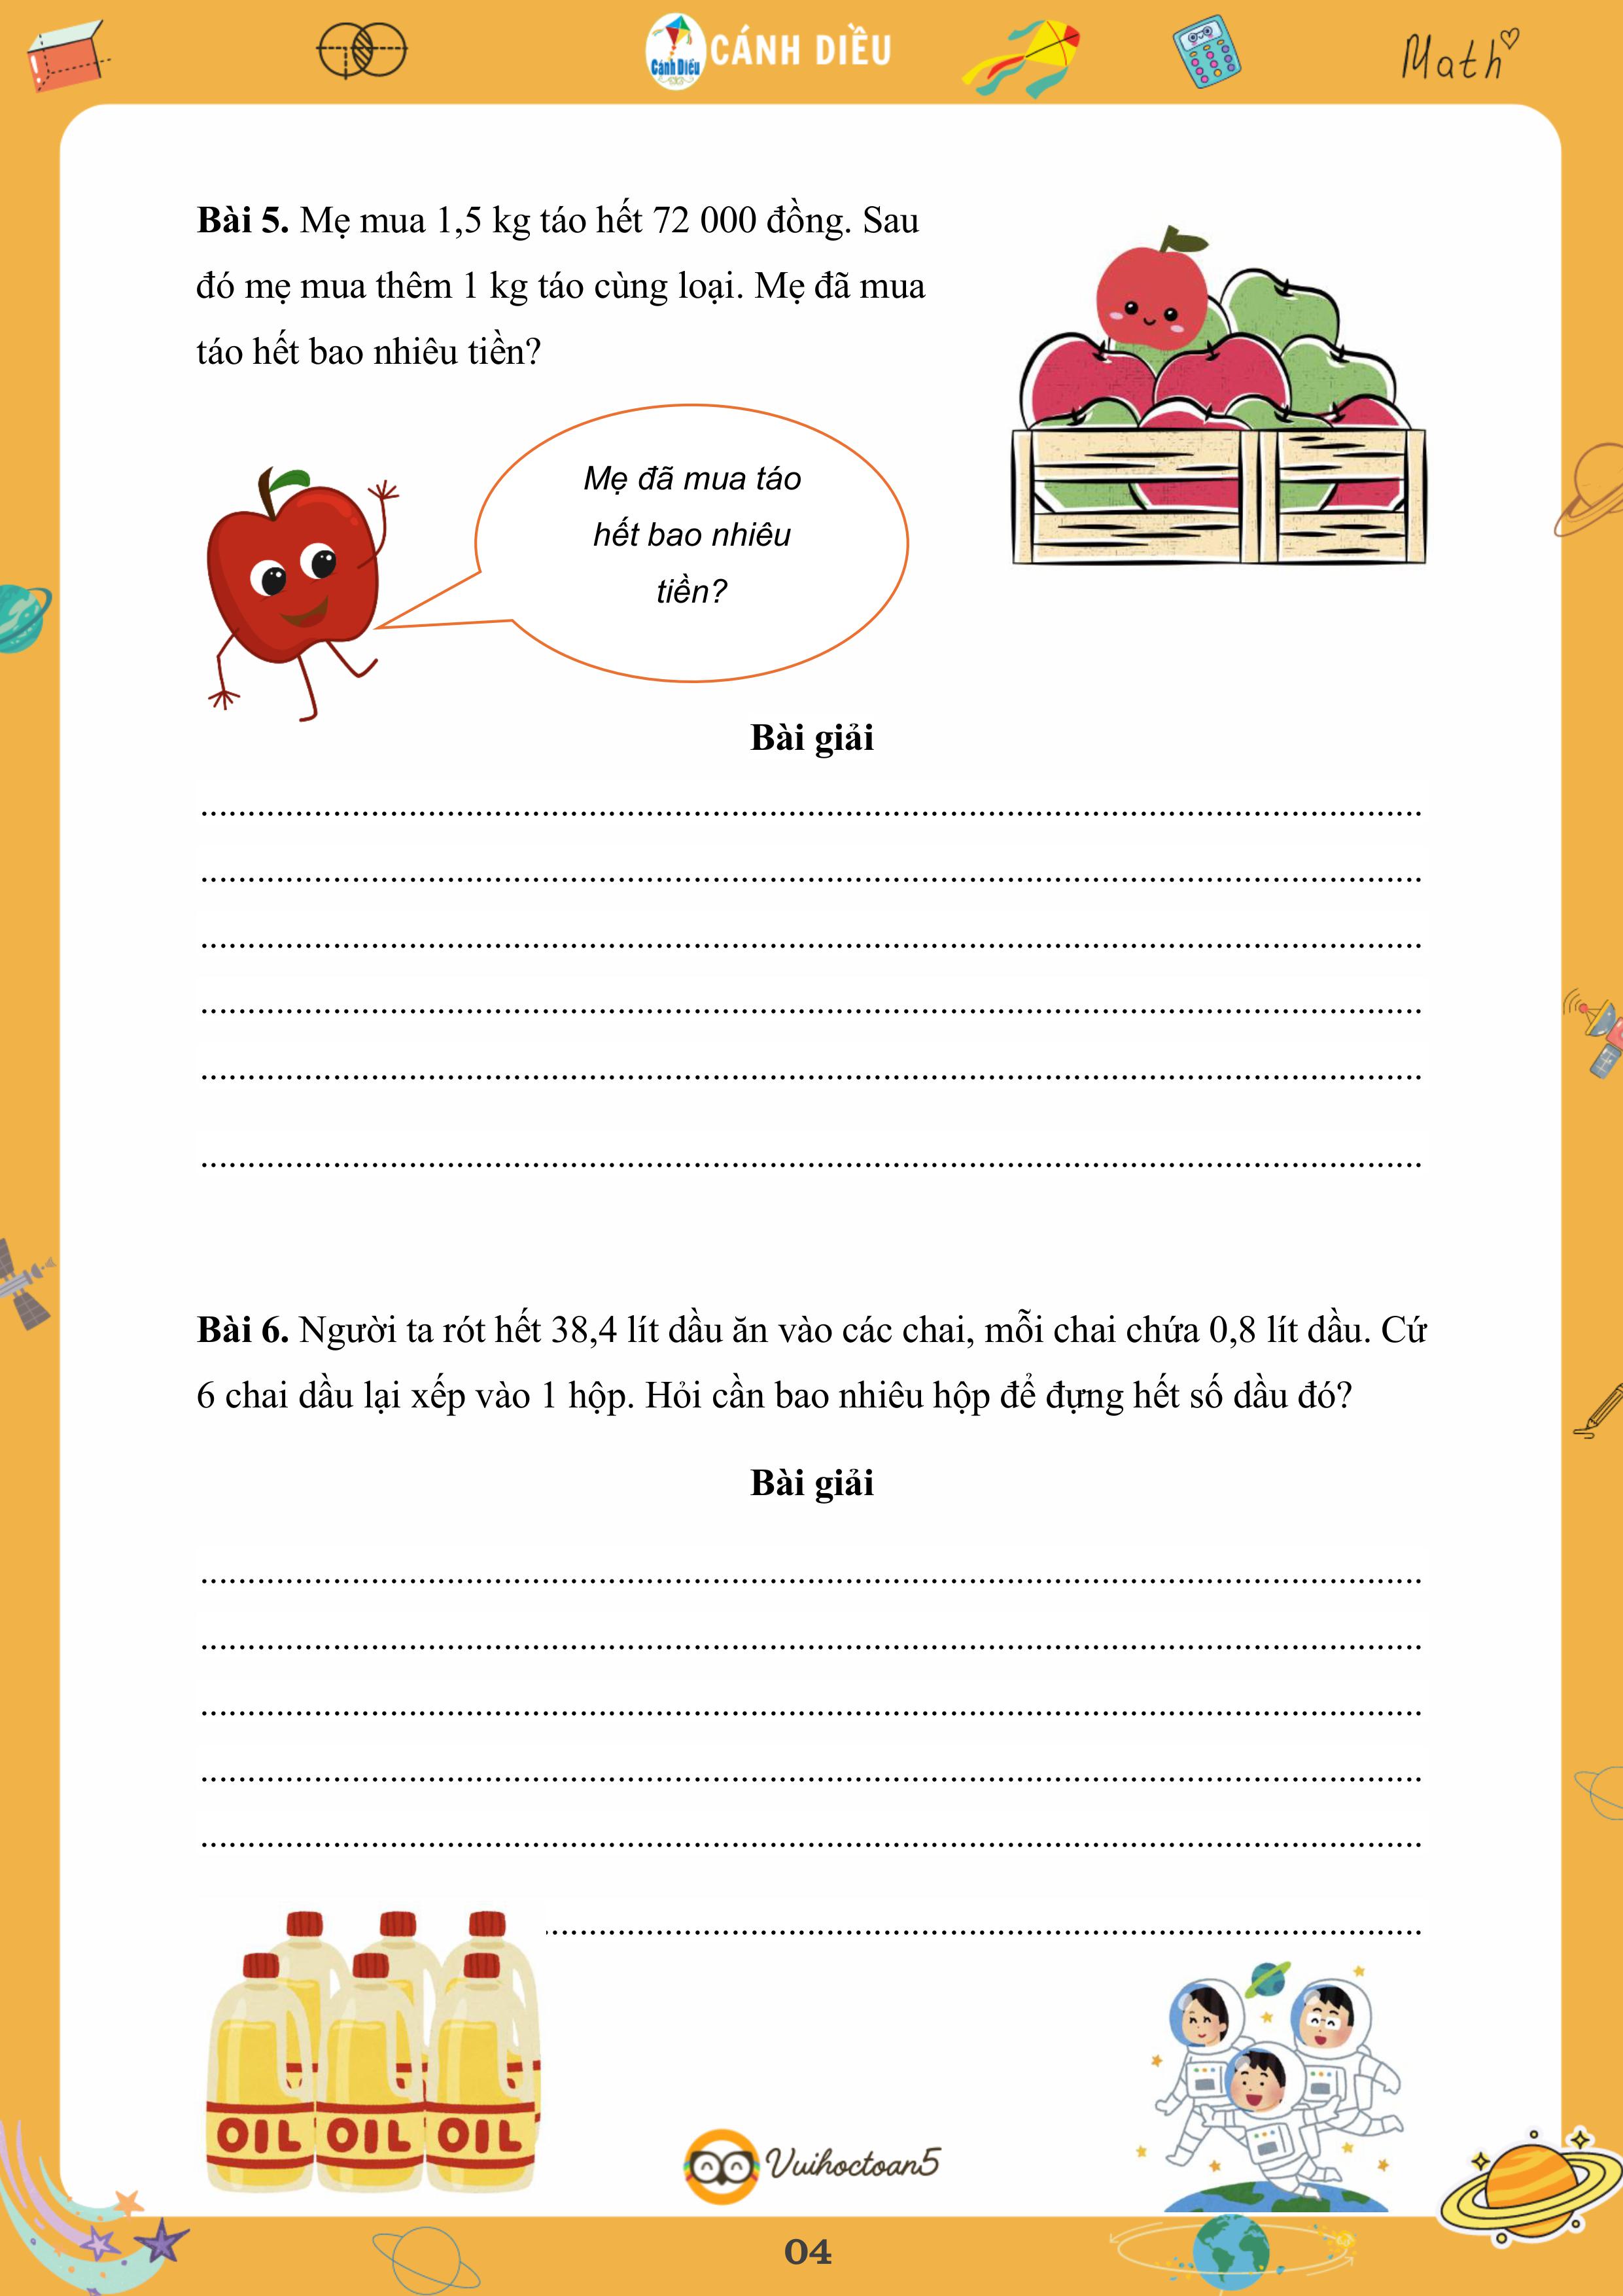 Cánh Diều
CÁNH DIỀU
Math
Bài 5. Mẹ mua 1,5 kg táo hết 72 000 đồng. Sau
đó mẹ mua thêm 1 kg táo cùng loại. Mẹ đã mua
táo hết bao nhiêu tiền?
Mẹ đã mua táo
hết bao nhiêu
tiền?
Bài giải
Bài 6. Người ta rót hết 38,4 lít dầu ăn vào các chai, mỗi chai chứa 0,8 lít dầu. Cứ
6 chai dầu lại xếp vào 1 hộp. Hỏi cần bao nhiêu hộp để đựng hết số dầu đó?
Bài giải
OIL OIL OIL
Vuihoctoan5
04